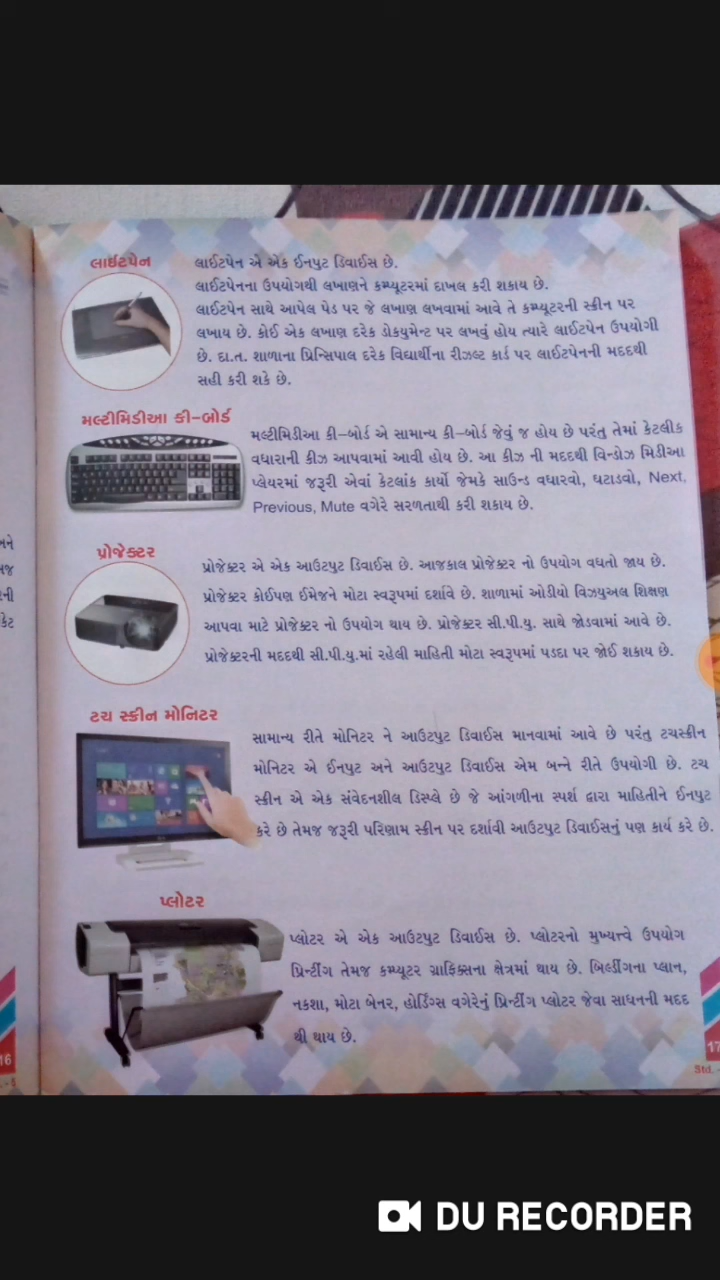 લાઈટપેન
લાઈટપેન એ એક ઈનપુટ ડિવાઈસ છે.
લાઈટપેનના ઉપયોગથી લખાણને કમ્પ્યૂટરમાં દાખલ કરી શકાય છે.
લાઈટપેન સાથે આપેલ પેડ પર જે લખાણ લખવામાં આવે તે કમ્પ્યૂટરની સ્ક્રીન પર
લખાય છે. કોઈ એક લખાણ દરેક ડોક્યુમેન્ટ પર લખવું હોય ત્યારે લાઈટપેન ઉપયોગી
છે. દા.ત. શાળાના પ્રિન્સિપાલ દરેક વિદ્યાર્થીના રીઝલ્ટ કાર્ડ પર લાઈટપેનની મદદથી
સહી કરી શકે છે.
મલ્ટીમિડીઆ કી–બોર્ડ
મલ્ટીમિડીઆ કી–બોર્ડ એ સામાન્ય કી–બોર્ડ જેવું જ હોય છે પરંતુ તેમાં કેટલીક
વધારાની કીઝ આપવામાં આવી હોય છે. આ કીઝ ની મદદથી વિન્ડોઝ મિડીઆ
પ્લેયરમાં જરૂરી એવાં કેટલાંક કાર્યો જેમકે સાઉન્ડ વધારવો, ઘટાડવો, Next,
Previous, Mute વગેરે સરળતાથી કરી શકાય છે.
પ્રોજેક્ટર
પ્રોજેક્ટર એ એક આઉટપુટ ડિવાઈસ છે. આજકાલ પ્રોજેક્ટર નો ઉપયોગ વધતો જાય છે.
પ્રોજેક્ટર કોઈપણ ઈમેજને મોટા સ્વરૂપમાં દર્શાવે છે. શાળામાં ઓડીયો વિઝ્યુઅલ શિક્ષણ
આપવા માટે પ્રોજેક્ટર નો ઉપયોગ થાય છે. પ્રોજેક્ટર સી.પી.યુ. સાથે જોડવામાં આવે છે.
પ્રોજેક્ટરની મદદથી સી.પી.યુ.માં રહેલી માહિતી મોટા સ્વરૂપમાં પડદા પર જોઈ શકાય છે.
ટચ સ્ક્રીન મોનિટર
સામાન્ય રીતે મોનિટર ને આઉટપુટ ડિવાઈસ માનવામાં આવે છે પરંતુ ટચસ્ક્રીન
મોનિટર એ ઈનપુટ અને આઉટપુટ ડિવાઈસ એમ બન્ને રીતે ઉપયોગી છે. ટચ
સ્ક્રીન એ એક સંવેદનશીલ ડિસ્પ્લે છે જે આંગળીના સ્પર્શ દ્વારા માહિતીને ઈનપુટ
કરે છે તેમજ જરૂરી પરિણામ સ્ક્રીન પર દર્શાવી આઉટપુટ ડિવાઈસનું પણ કાર્ય કરે છે.
પ્લોટર
પ્લોટર એ એક આઉટપુટ ડિવાઈસ છે. પ્લોટરનો મુખ્યત્ત્વે ઉપયોગ
પ્રિન્ટીંગ તેમજ કમ્પ્યૂટર ગ્રાફિક્સના ક્ષેત્રમાં થાય છે. બિલ્ડીંગના પ્લાન,
નકશા, મોટા બેનર, હોર્ડિંગ્સ વગેરેનું પ્રિન્ટીંગ પ્લોટર જેવા સાધનની મદદ
થી થાય છે.
16
17
Std. -
DU RECORDER